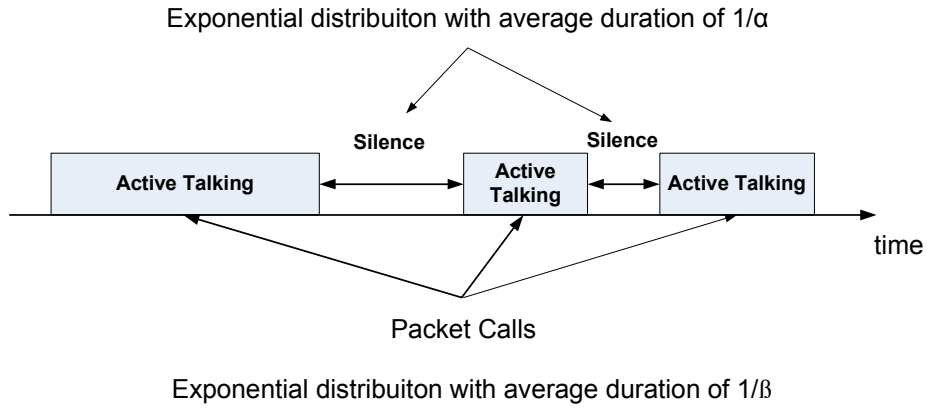 Exponential distribuiton with average duration of 1/α
Silence
Silence
Active Talking
Active
Talking
Active Talking
time
Packet Calls
Exponential distribuiton with average duration of 1/ß